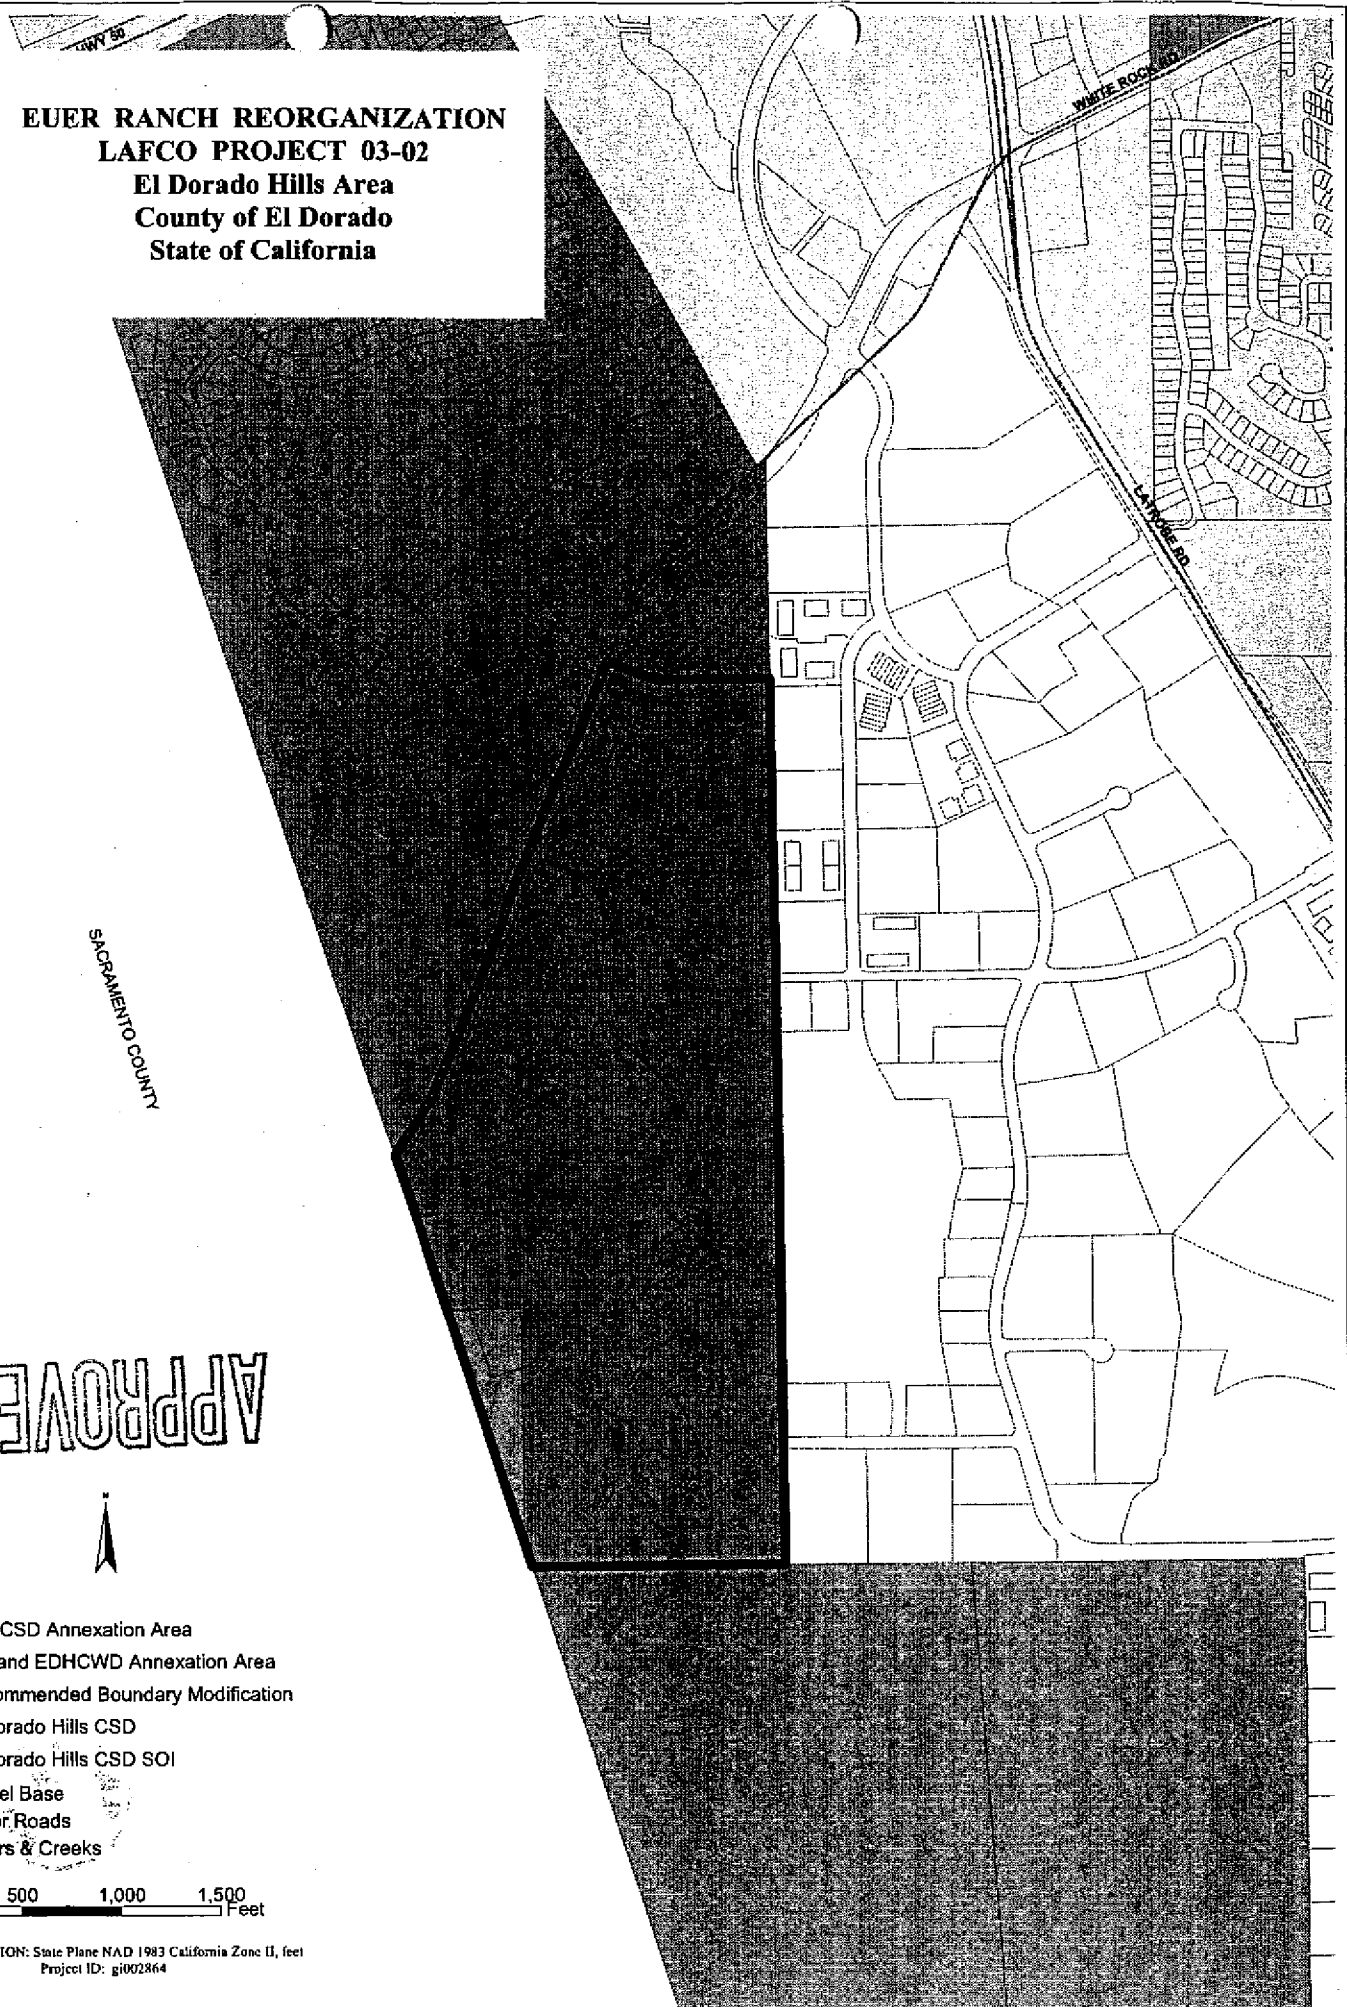 HWY 50
WHITE ROCK RD
EUER RANCH REORGANIZATION
LAFCO PROJECT 03-02
El Dorado Hills Area
County of El Dorado
State of California
LATROBE RD
SACRAMENTO COUNTY
APPROVE
N
CSD Annexation Area
and EDHCWD Annexation Area
ommended Boundary Modification
orado Hills CSD
orado Hills CSD SOI
el Base
or Roads
rs & Creeks
500 1,000 1,500
Feet
ION: State Plane NAD 1983 California Zone II, feet
Project ID: gi002864